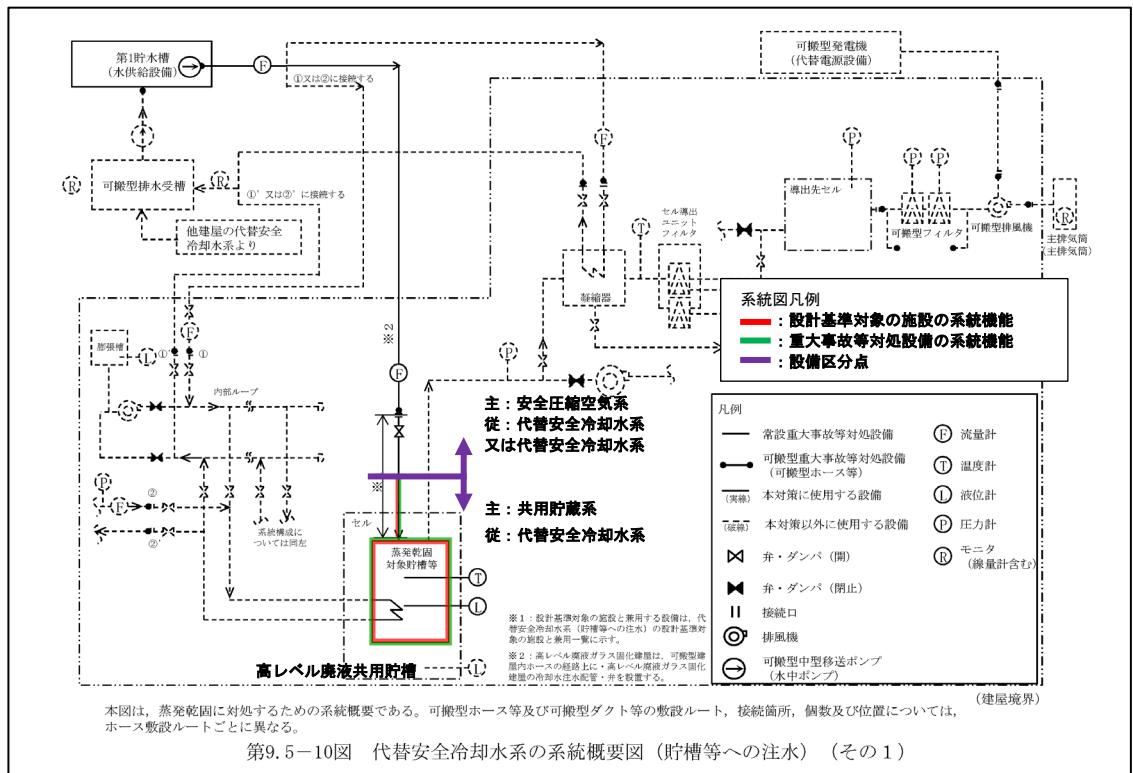 第1貯水槽
(水供給設備)
F
①又は②に接続する
可搬型発電機
(代替電源設備)
F
P
P
P
R
可搬型排水受槽
R
①’又は②’に接続する
他建屋の代替安全
冷却水系より
導出先セル
可搬型フィルタ
可搬型排風機
R
主排気筒
(主排気筒)
T
セル導出
ユニット
フィルタ
凝縮器
※2
膨張槽
L
F
①’
①
内部ループ
P
F
P
F
②
②’
系統構成に
ついては同左
※
セル
蒸発乾固
対象貯槽等
T
L
L
高レベル廃液共用貯槽
主:安全圧縮空気系
従:代替安全冷却水系
又は代替安全冷却水系
主:共用貯蔵系
従:代替安全冷却水系
系統図凡例
:設計基準対象の施設の系統機能
:重大事故等対処設備の系統機能
:設備区分点
凡例
常設重大事故等対処設備
可搬型重大事故等対処設備
(可搬型ホース等)
(実線)
本対策に使用する設備
(破線)
本対策以外に使用する設備
弁・ダンパ(開)
弁・ダンパ(閉止)
接続口
排風機
可搬型中型移送ポンプ
(水中ポンプ)
F 流量計
T 温度計
L 液位計
P 圧力計
R モニタ
(線量計含む)
※1:設計基準対象の施設と兼用する設備は、代
替安全冷却水系(貯槽等への注水)の設計基準対
象の施設と兼用一覧に示す。
※2:高レベル廃液ガラス固化建屋は、可搬型建
屋内ホースの経路上に・高レベル廃液ガラス固化
建屋の冷却水注水配管・弁を設置する。
(建屋境界)
本図は,蒸発乾固に対処するための系統概要である。可搬型ホース等及び可搬型ダクト等の敷設ルート,接続箇所,個数及び位置については,
ホース敷設ルートごとに異なる。
第9.5-10図 代替安全冷却水系の系統概要図(貯槽等への注水)(その1)